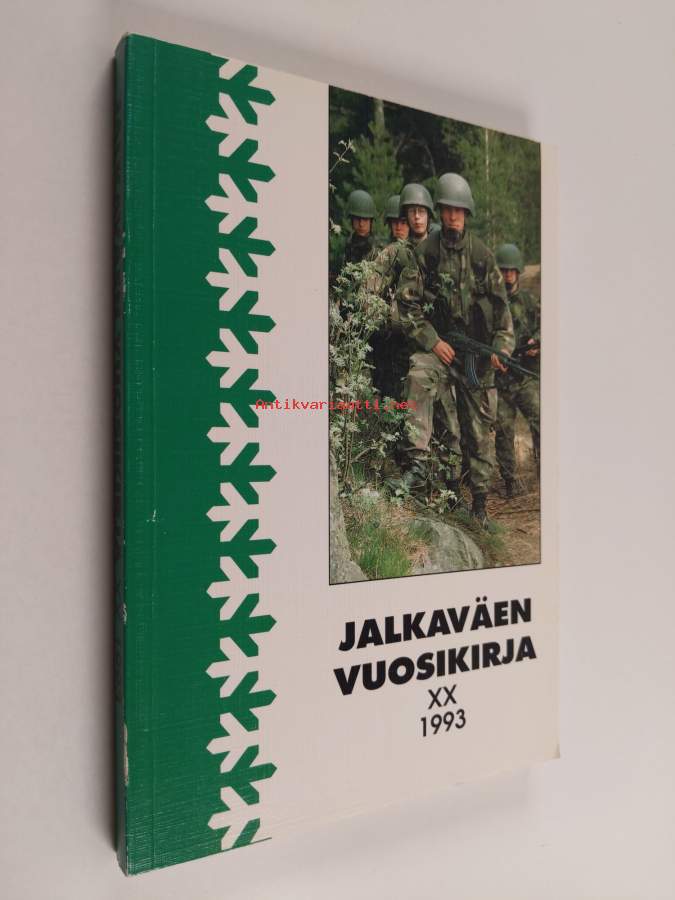 Antikvariaatti.net
JALKAVÄEN
VUOSIKIRJA
XX
1993